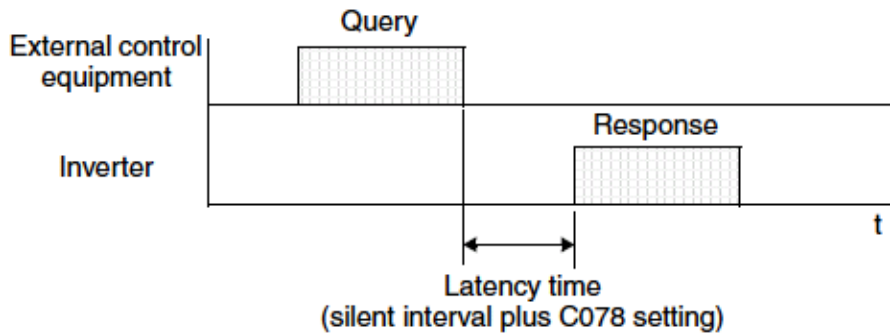 Query
External control
equipment
Response
Inverter
t
Latency time
(silent interval plus C078 setting)